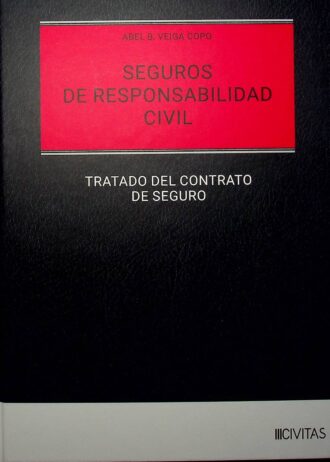 ABEL B. VEIGA COPO
SEGUROS
DE RESPONSABILIDAD
CIVIL
TRATADO DEL CONTRATO
DE SEGURO
CIVITAS